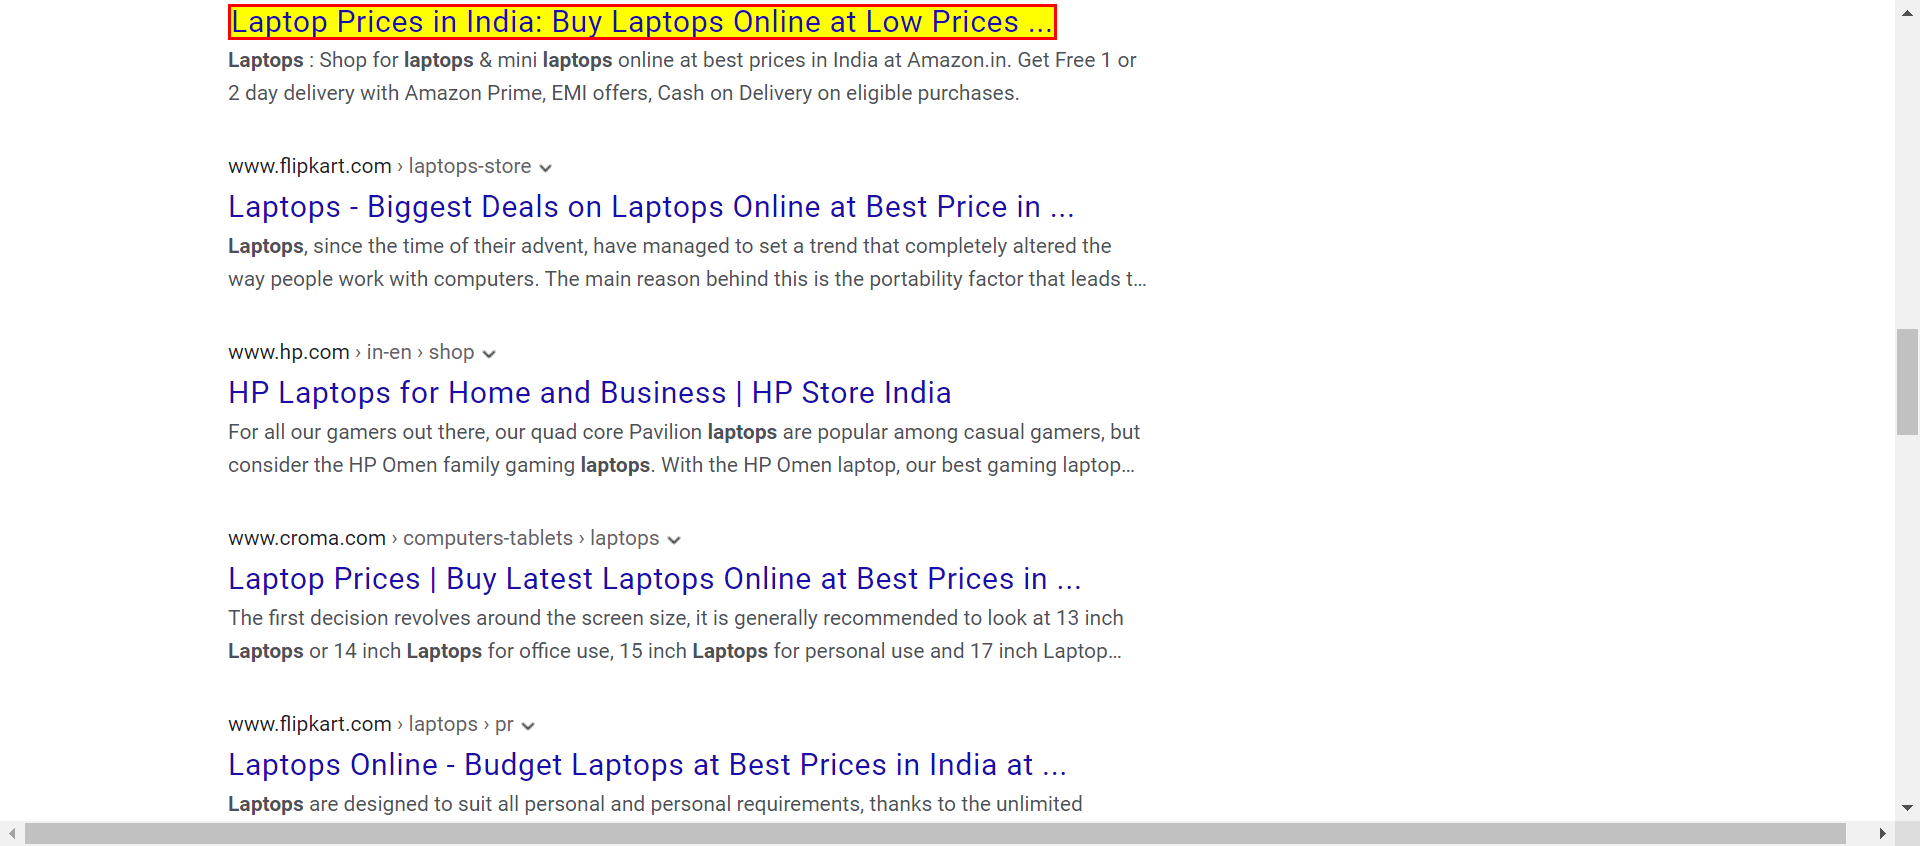 Laptop Prices in India: Buy Laptops Online at Low Prices ...
Laptops : Shop for laptops & mini laptops online at best prices in India at Amazon.in. Get Free 1 or
2 day delivery with Amazon Prime, EMI offers, Cash on Delivery on eligible purchases.
www.flipkart.com › laptops-store
Laptops - Biggest Deals on Laptops Online at Best Price in ...
Laptops, since the time of their advent, have managed to set a trend that completely altered the
way people work with computers. The main reason behind this is the portability factor that leads t...
www.hp.com › in-en › shop
HP Laptops for Home and Business | HP Store India
For all our gamers out there, our quad core Pavilion laptops are popular among casual gamers, but
consider the HP Omen family gaming laptops. With the HP Omen laptop, our best gaming laptop...
www.croma.com › computers-tablets › laptops
Laptop Prices | Buy Latest Laptops Online at Best Prices in ...
The first decision revolves around the screen size, it is generally recommended to look at 13 inch
Laptops or 14 inch Laptops for office use, 15 inch Laptops for personal use and 17 inch Laptop...
www.flipkart.com › laptops › pr
Laptops Online - Budget Laptops at Best Prices in India at ...
Laptops are designed to suit all personal and personal requirements, thanks to the unlimited